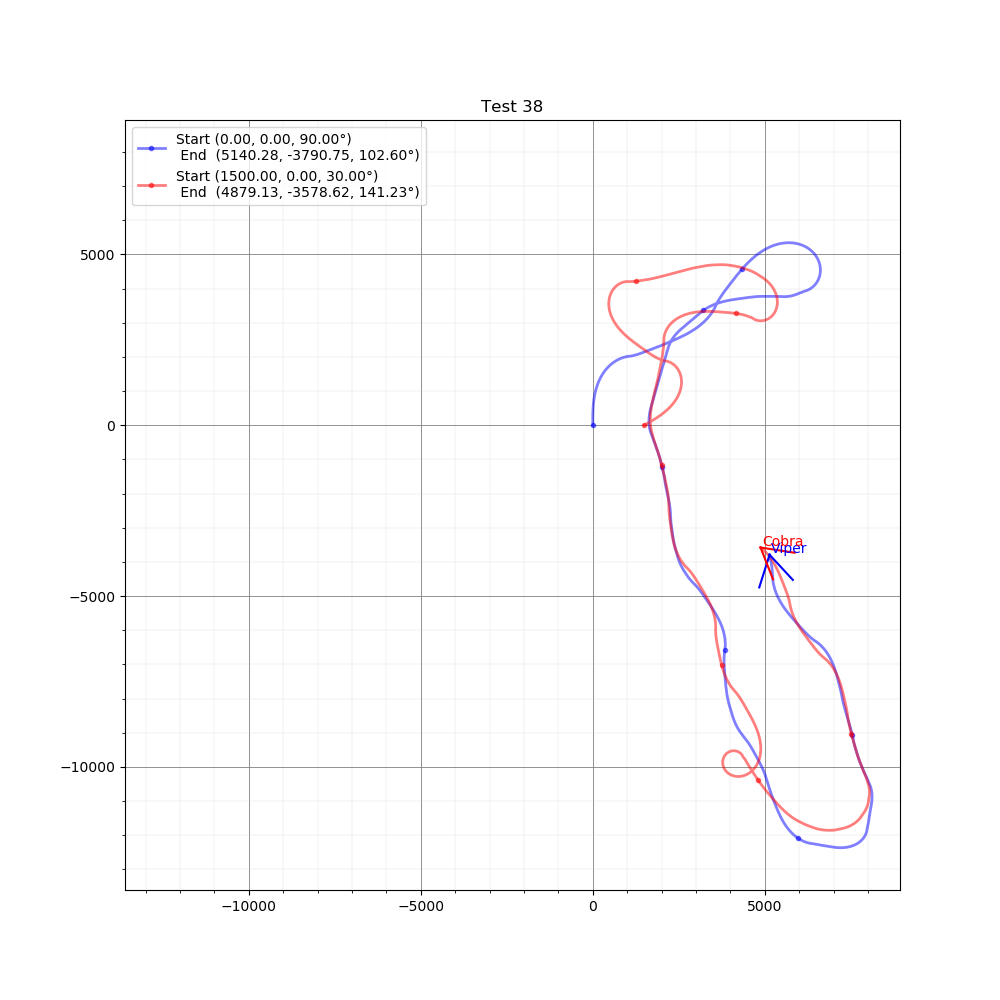 Test 38
Start (0.00, 0.00, 90.00°)
End  (5140.28, -3790.75, 102.60°)
Start (1500.00, 0.00, 30.00°)
End  (4879.13, -3578.62, 141.23°)
5000
0
−5000
−10000
Cobra
Viper
−10000
−5000
0
5000